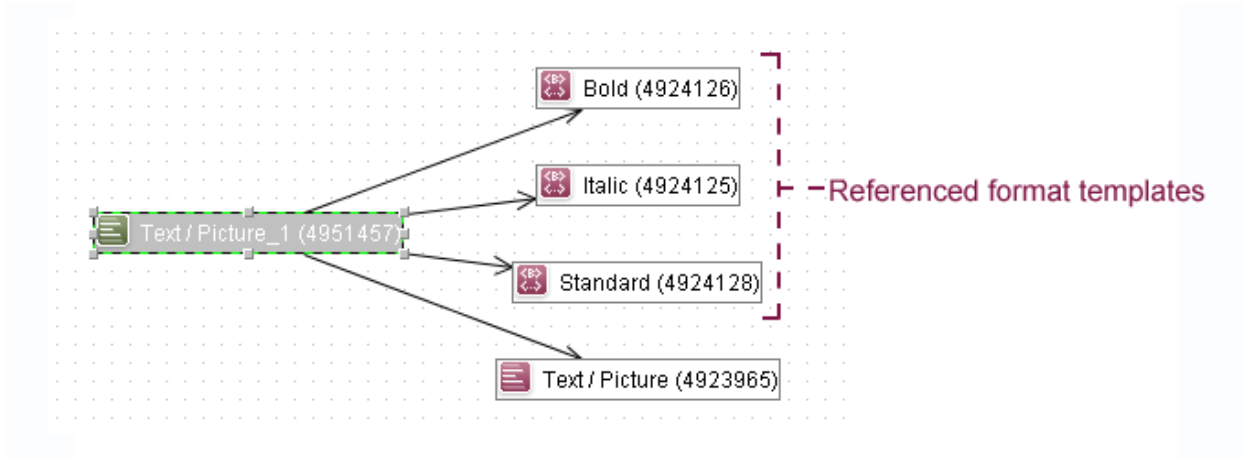 Bold (4924126)
Italic (4924125)
Referenced format templates
Text / Picture_1 (4951457)
Standard (4924128)
Text / Picture (4923965)